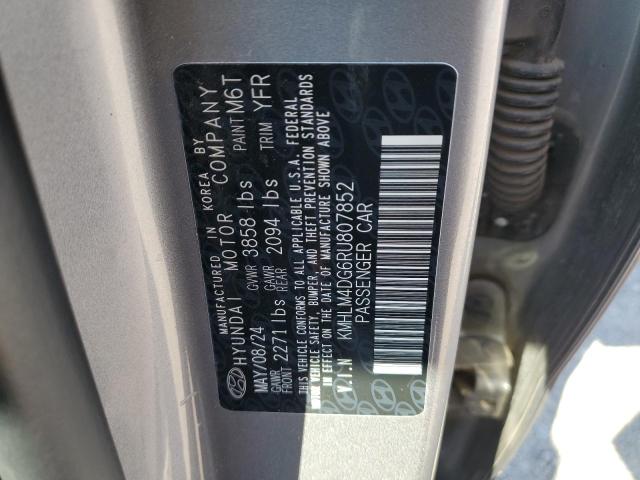 MANUFACTURED IN KOREA BY
HYUNDAI MOTOR COMPANY
MAY/08/24 GVWR 3858 lbs PAINT M6T
GAWR FRONT 2271 lbs GAWR REAR 2094 lbs TRIM YFR
THIS VEHICLE CONFORMS TO ALL APPLICABLE U.S.A. FEDERAL
MOTOR VEHICLE SAFETY, BUMPER, AND THEFT PREVENTION STANDARDS
IN EFFECT ON THE DATE OF MANUFACTURE SHOWN ABOVE
V.I.N KMHLM4DG6RU807852
PASSENGER CAR